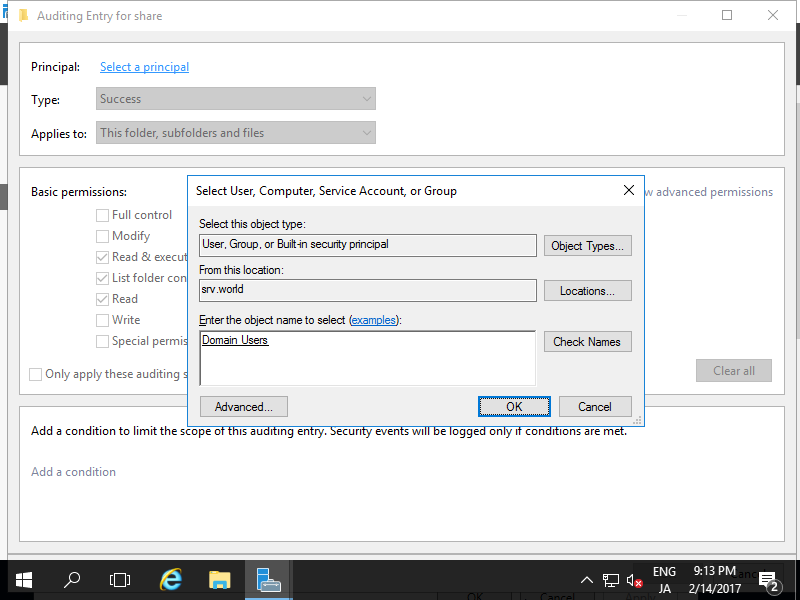 Auditing Entry for share
Principal: Select a principal
Type: Success
Applies to: This folder, subfolders and files
Basic permissions:
w advanced permissions
Full control
Modify
Read & execut
List folder con
Read
Write
Special permis
Only apply these auditing s
Clear all
Select User, Computer, Service Account, or Group
Select this object type:
User, Group, or Built-in security principal
Object Types...
From this location:
srv.world
Locations...
Enter the object name to select (examples):
Domain Users
Check Names
Advanced...
OK
Cancel
Add a condition to limit the scope of this auditing entry. Security events will be logged only if conditions are met.
Add a condition
ENG
JA
9:13 PM
2/14/2017
2